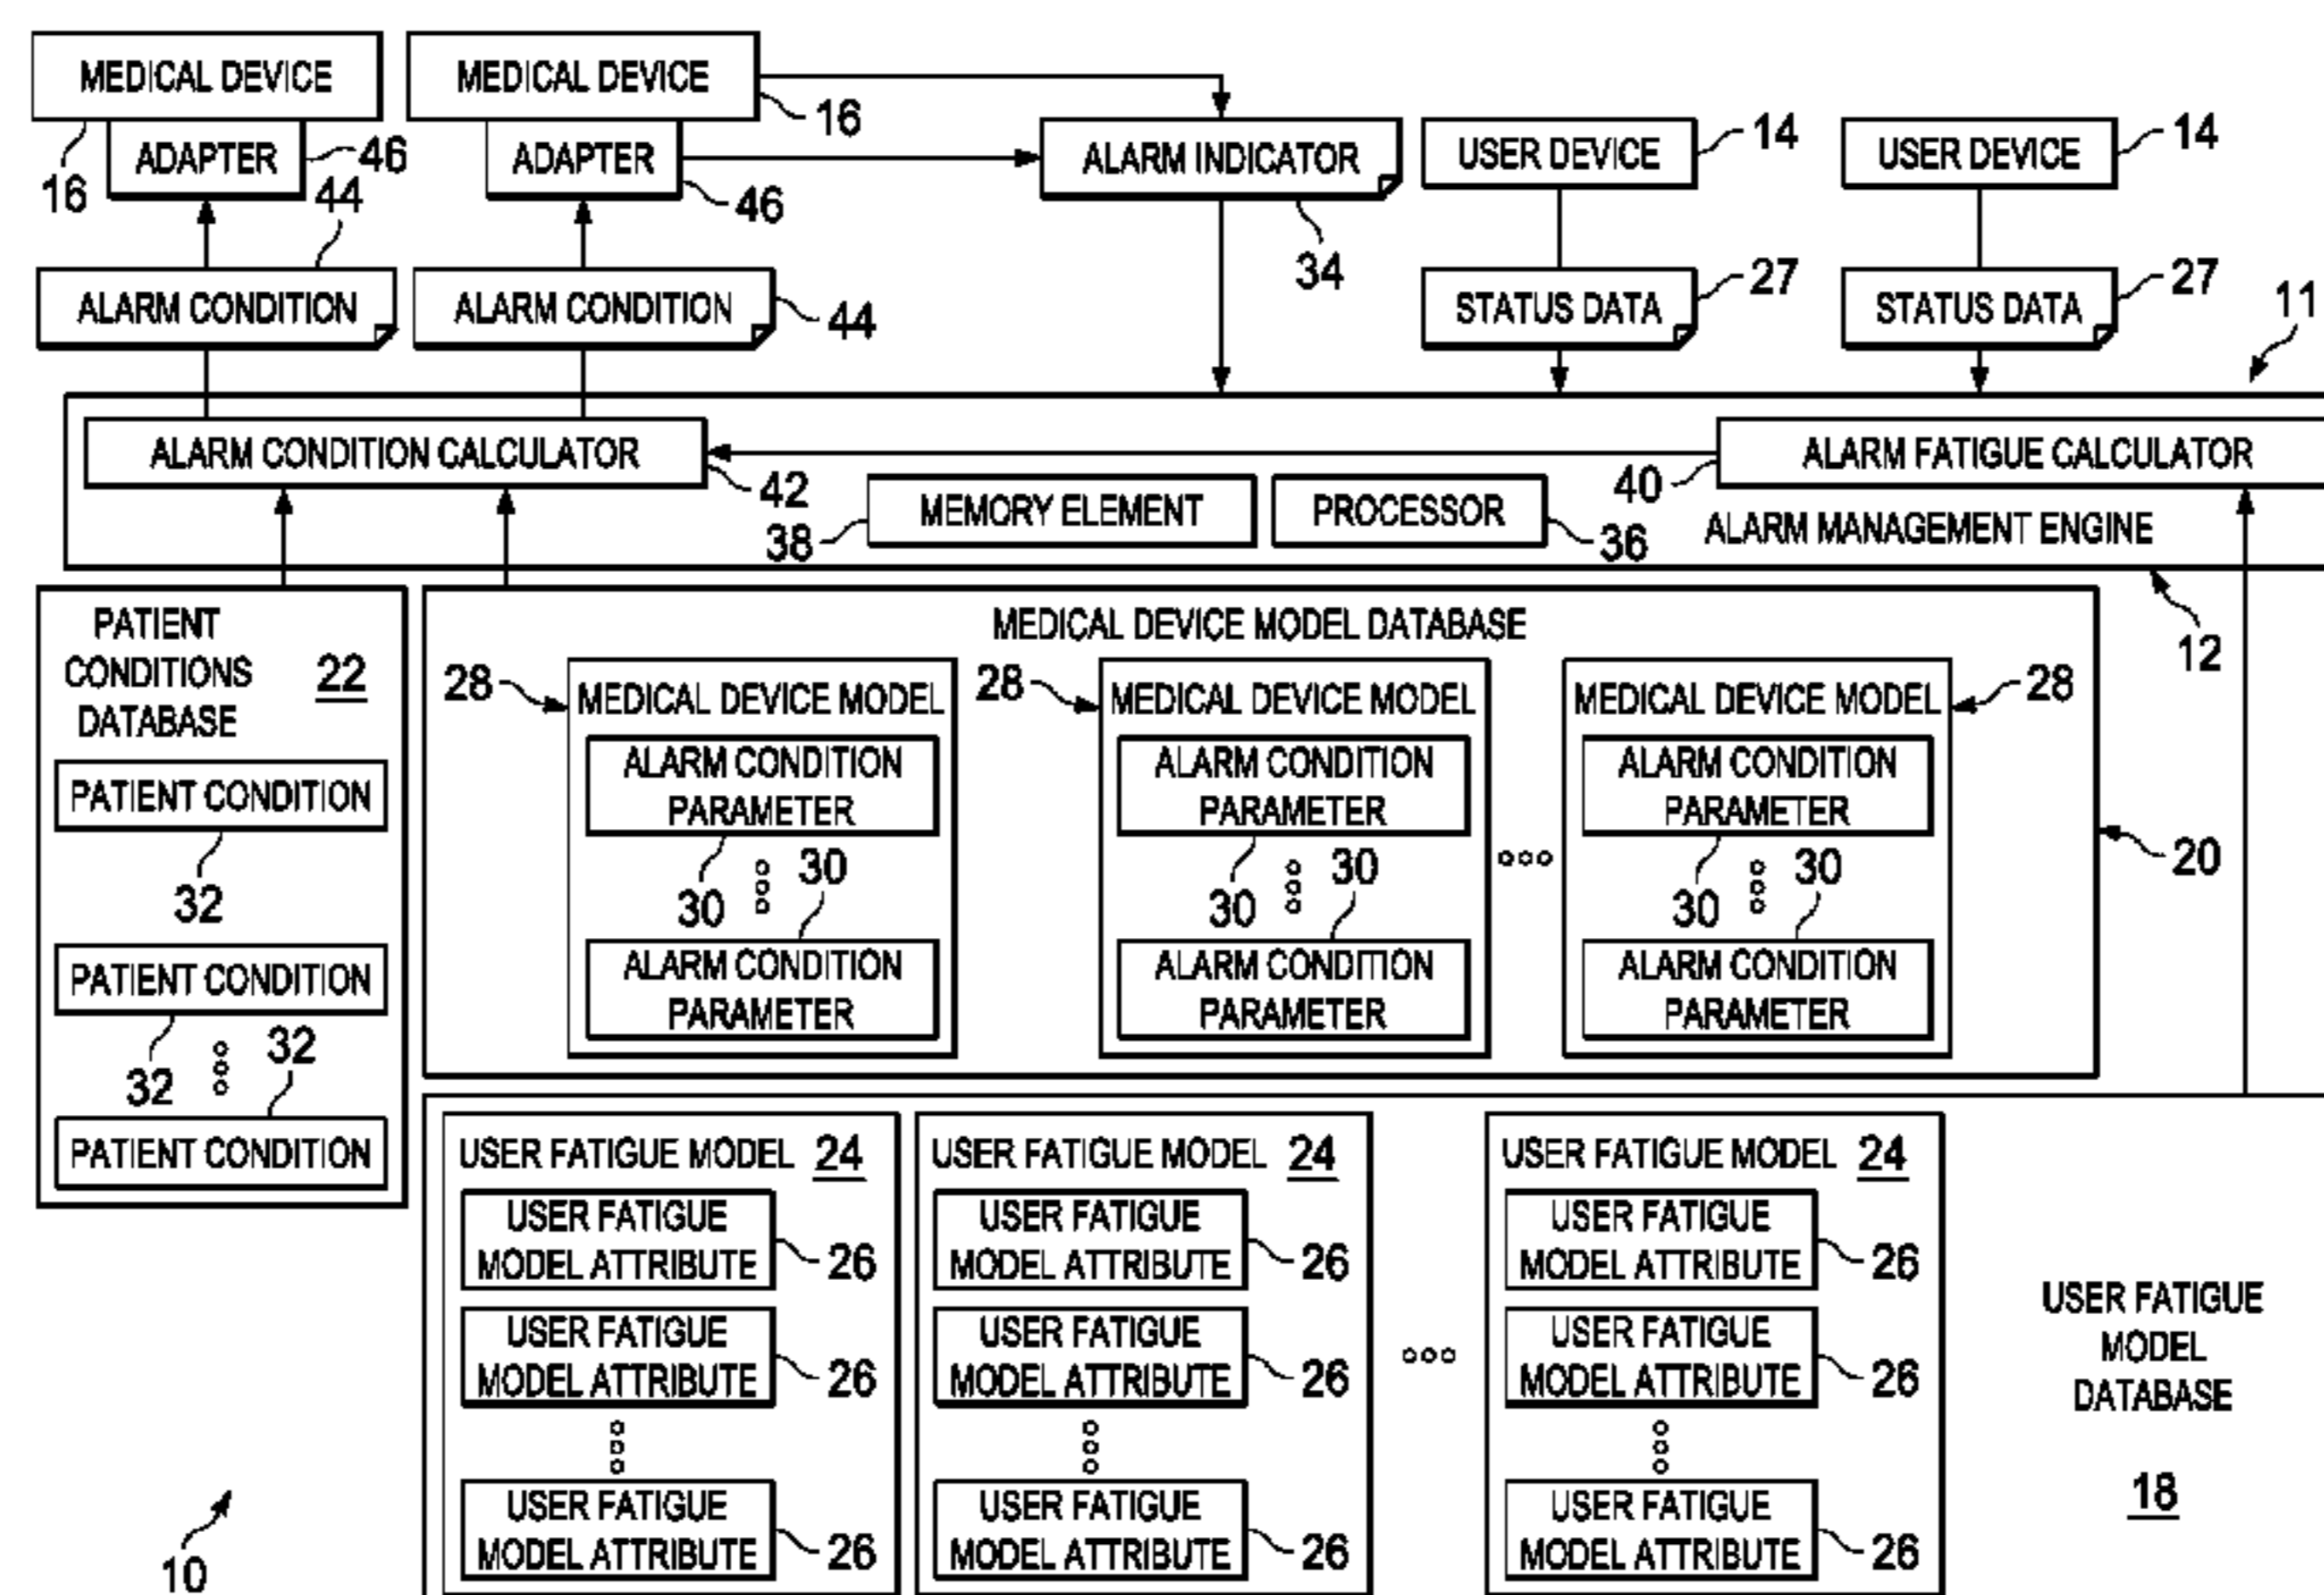 MEDICAL DEVICE
16
ADAPTER
46
MEDICAL DEVICE
16
ADAPTER
46
ALARM INDICATOR
34
USER DEVICE
14
USER DEVICE
14
ALARM CONDITION
44
ALARM CONDITION
44
STATUS DATA
27
STATUS DATA
27
11
ALARM CONDITION CALCULATOR
42
MEMORY ELEMENT
38
PROCESSOR
36
40
ALARM FATIGUE CALCULATOR
ALARM MANAGEMENT ENGINE
12
PATIENT
CONDITIONS
DATABASE
22
PATIENT CONDITION
32
PATIENT CONDITION
32
32
PATIENT CONDITION
MEDICAL DEVICE MODEL DATABASE
20
28
MEDICAL DEVICE MODEL
ALARM CONDITION
PARAMETER
30
30
ALARM CONDITION
PARAMETER
28
MEDICAL DEVICE MODEL
ALARM CONDITION
PARAMETER
30
30
ALARM CONDITION
PARAMETER
MEDICAL DEVICE MODEL
28
ALARM CONDITION
PARAMETER
30
30
ALARM CONDITION
PARAMETER
USER FATIGUE MODEL 24
USER FATIGUE
MODEL ATTRIBUTE
26
USER FATIGUE
MODEL ATTRIBUTE
26
USER FATIGUE
MODEL ATTRIBUTE
26
USER FATIGUE MODEL 24
USER FATIGUE
MODEL ATTRIBUTE
26
USER FATIGUE
MODEL ATTRIBUTE
26
USER FATIGUE
MODEL ATTRIBUTE
26
USER FATIGUE MODEL 24
USER FATIGUE
MODEL ATTRIBUTE
26
USER FATIGUE
MODEL ATTRIBUTE
26
USER FATIGUE
MODEL ATTRIBUTE
26
USER FATIGUE
MODEL
DATABASE
18
10